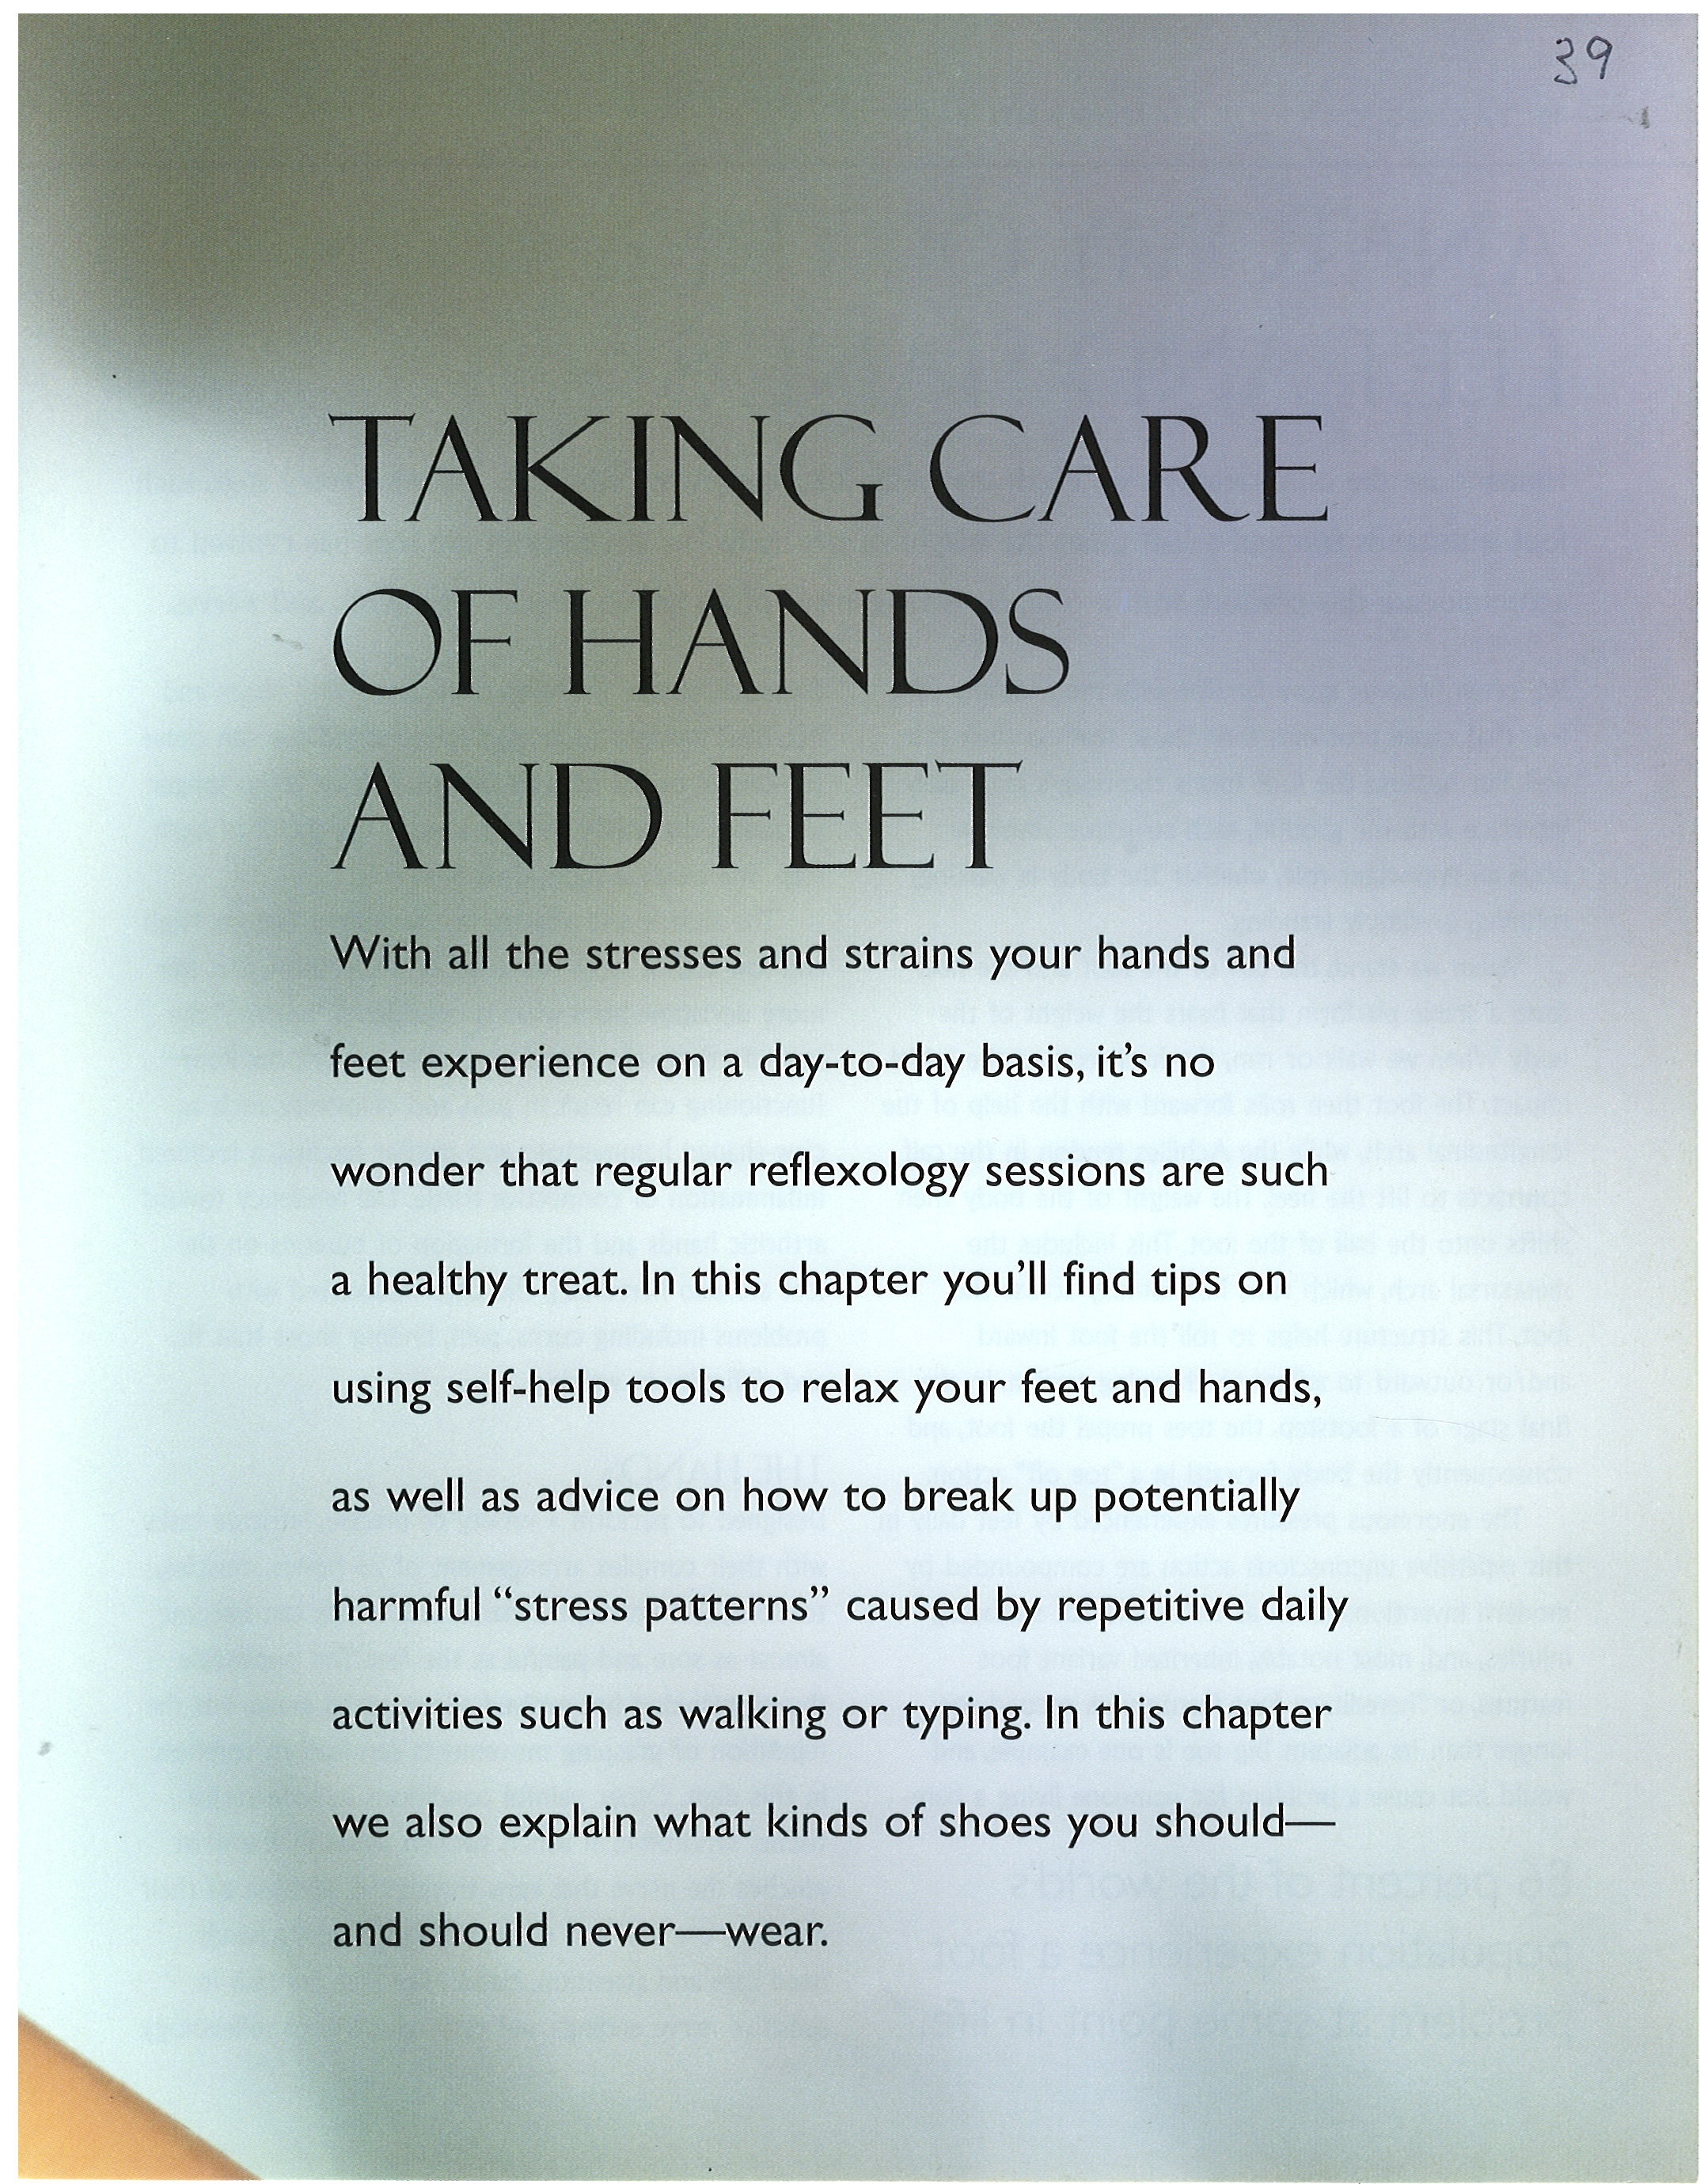 39
TAKING CARE
OF HANDS
AND FEET
With all the stresses and strains your hands and
feet experience on a day-to-day basis, it's no
wonder that regular reflexology sessions are such
a healthy treat. In this chapter you'll find tips on
using self-help tools to relax your feet and hands,
as well as advice on how to break up potentially
harmful “stress patterns” caused by repetitive daily
activities such as walking or typing. In this chapter
we also explain what kinds of shoes you should—
and should never—wear.